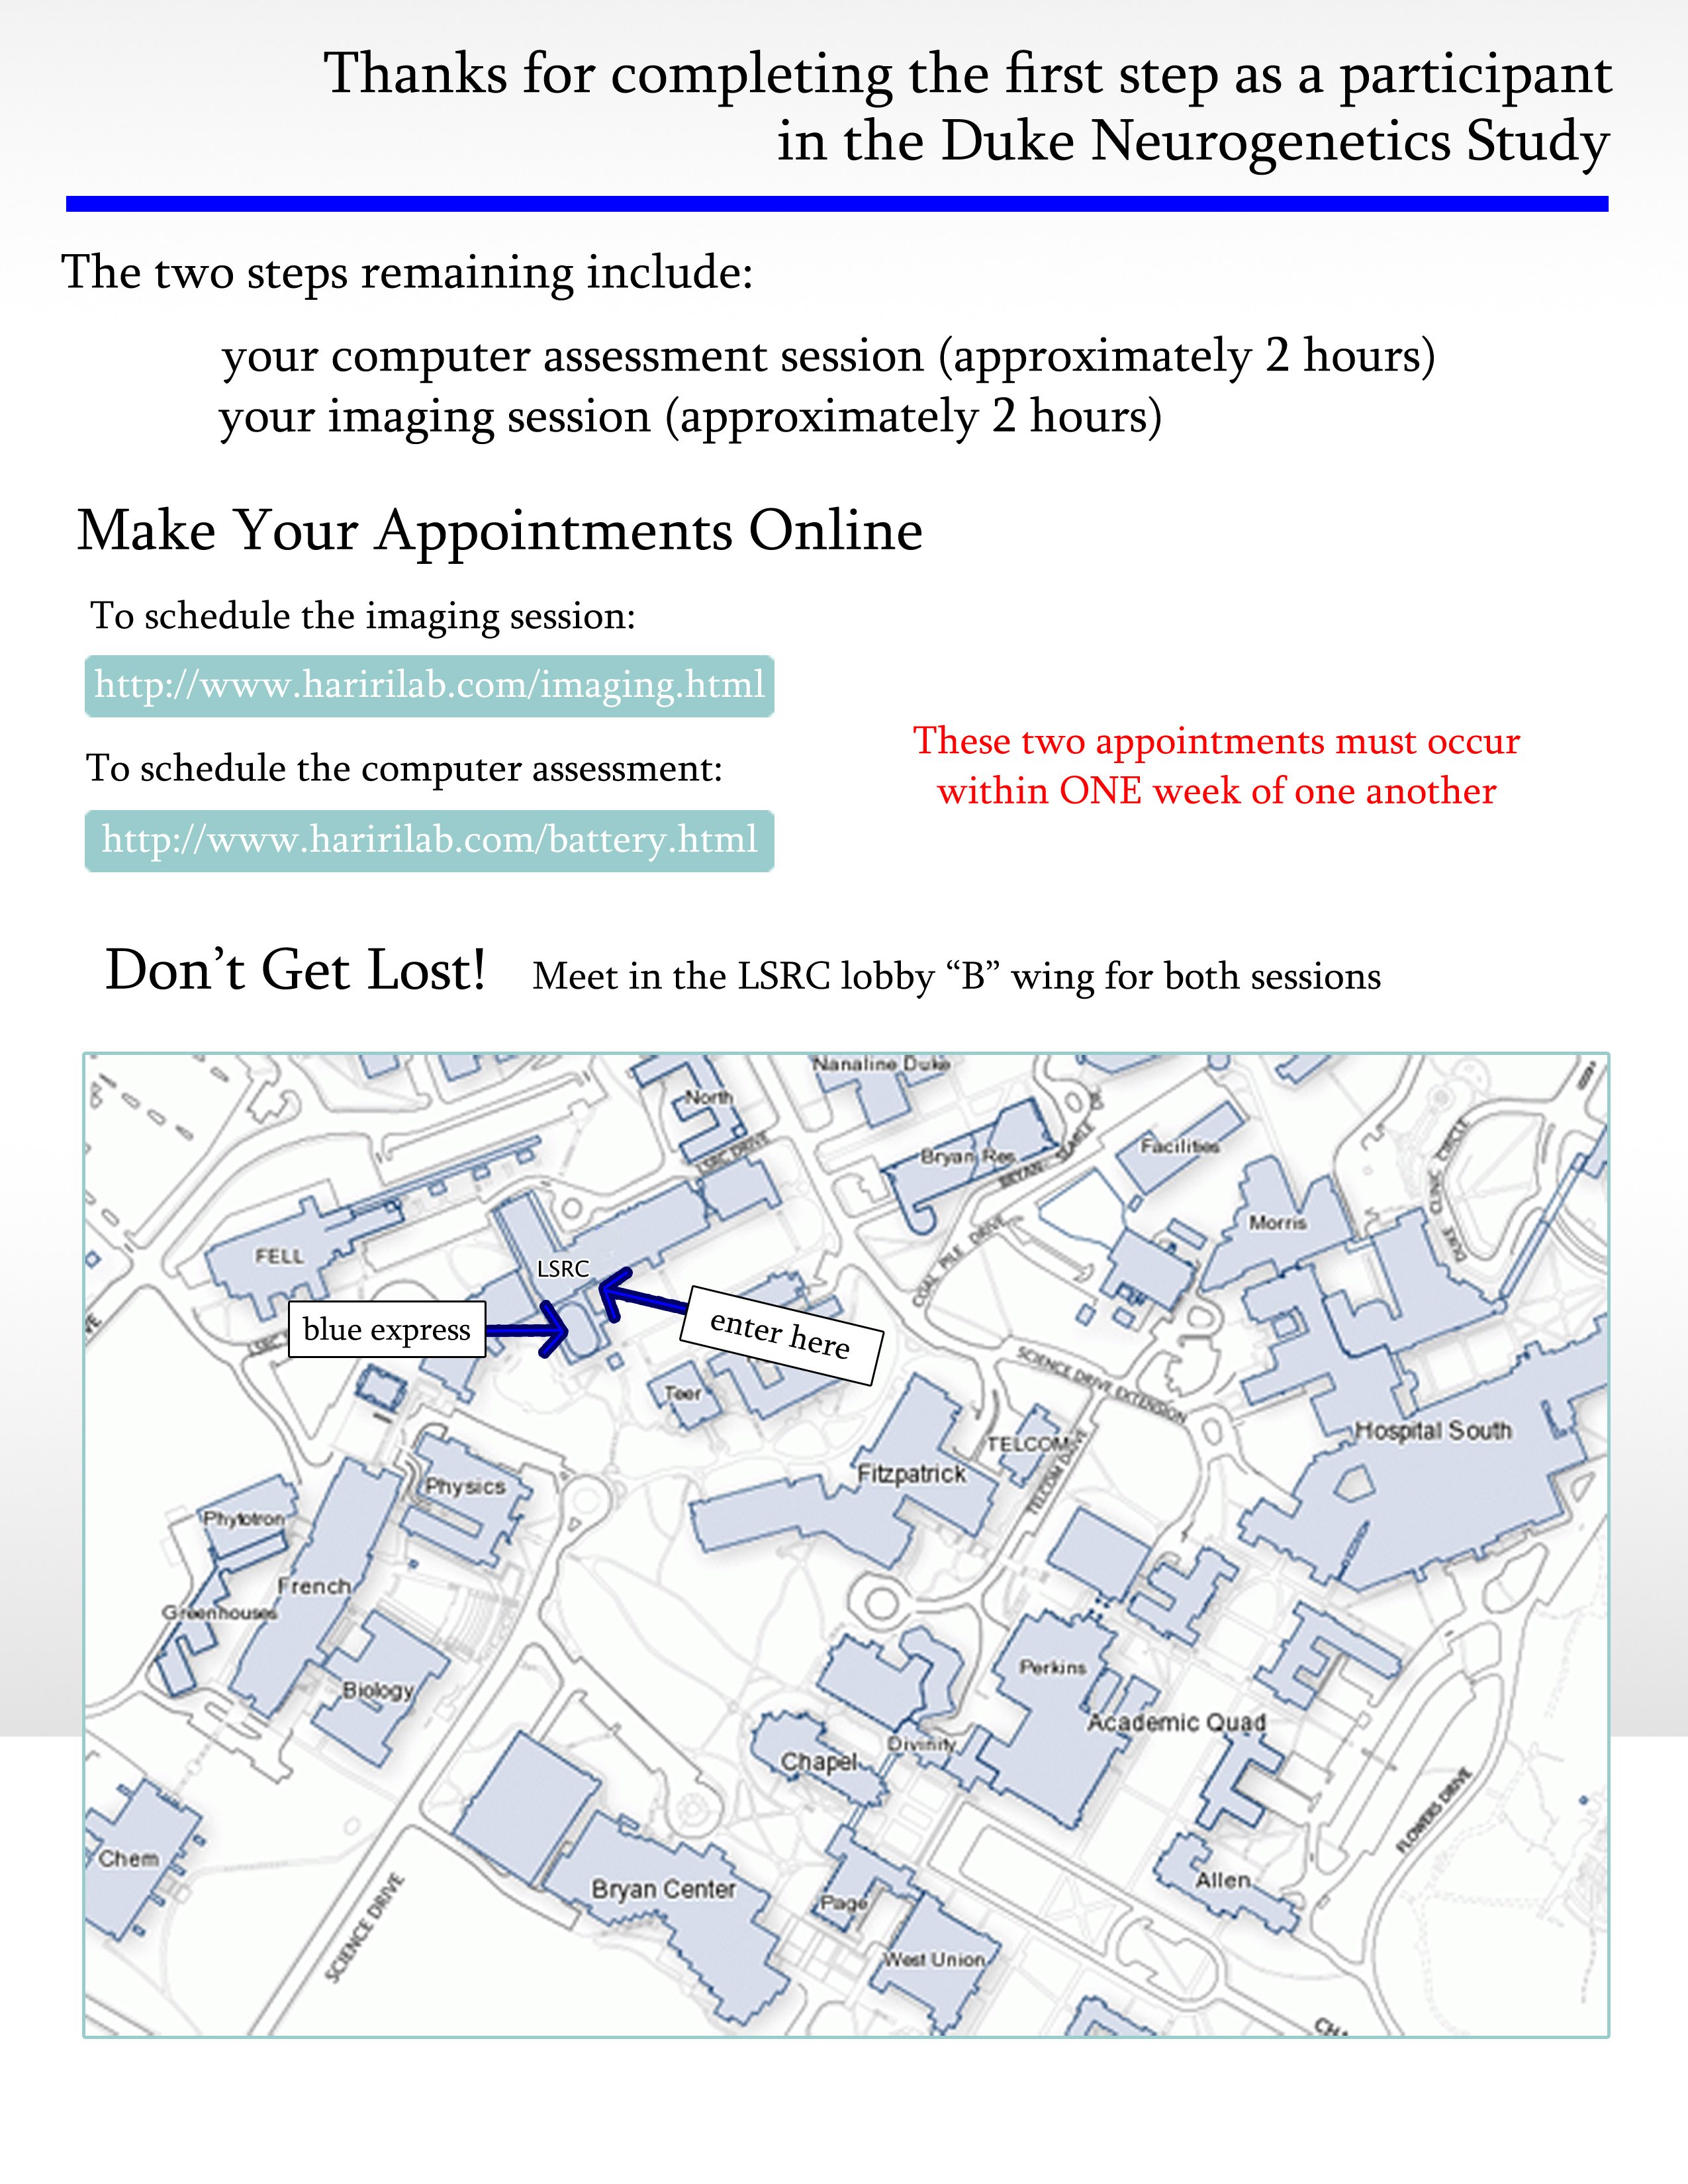 Thanks for completing the first step as a participant
in the Duke Neurogenetics Study
The two steps remaining include:
your computer assessment session (approximately 2 hours)
your imaging session (approximately 2 hours)
Make Your Appointments Online
To schedule the imaging session:
http://www.haririlab.com/imaging.html
To schedule the computer assessment:
http://www.haririlab.com/battery.html
These two appointments must occur
within ONE week of one another
Don’t Get Lost!
Meet in the LSRC lobby “B” wing for both sessions
Nanaline Duke
North
LSRC DRIVE
Bryan Res
Facilities
COAL PILE DRIVE
Morris
DUKE CLINIC CIRCLE
FELL
LSRC
blue express
enter here
Teer
SCIENCE DRIVE EXTENSION
TELCOM
TELCOM DRIVE
Hospital South
Fitzpatrick
Physics
Phytotron
French
Greenhouses
Biology
Perkins
Academic Quad
Divinity
Chapel
Chem
Bryan Center
Page
West Union
Allen
FLOWERS DRIVE
SCIENCE DRIVE